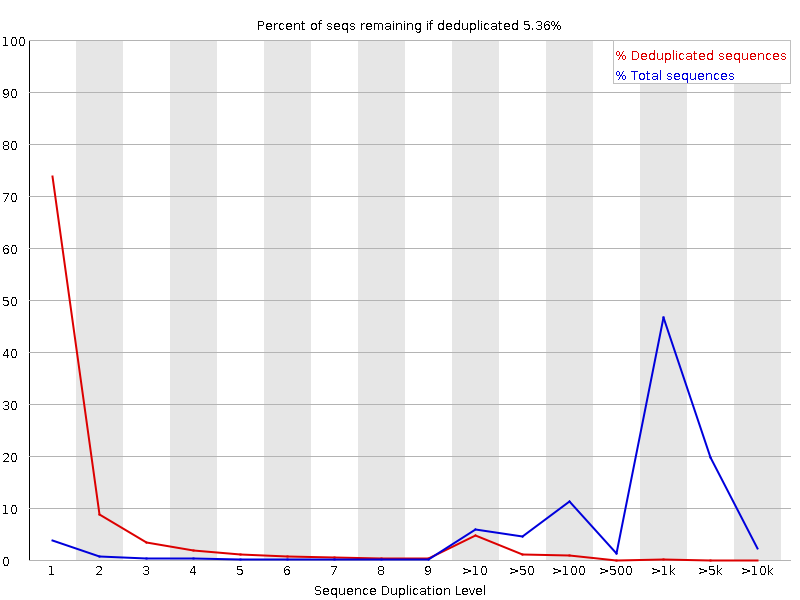 Percent of seqs remaining if deduplicated 5.36%
% Deduplicated sequences
% Total sequences
100
90
80
70
60
50
40
30
20
10
0
1 2 3 4 5 6 7 8 9 >10 >50 >100 >500 >1k >5k >10k
Sequence Duplication Level